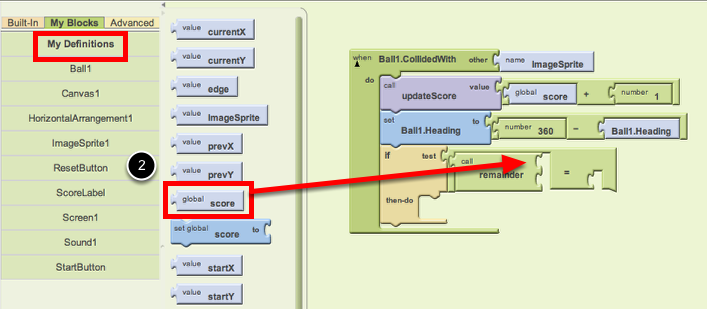 Built-In My Blocks Advanced
My Definitions
Ball1
Canvas1
HorizontalArrangement1
ImageSprite1
ResetButton
ScoreLabel
Screen1
Sound1
StartButton
2
value currentX
value currentY
value edge
value ImageSprite
value prevX
value prevY
global score
set global score to
value startX
value startY
when Ball1.CollidedWith other name ImageSprite
do
call updateScore value global score + number 1
set Ball1.Heading to number 360 − Ball1.Heading
If test call remainder =
then-do